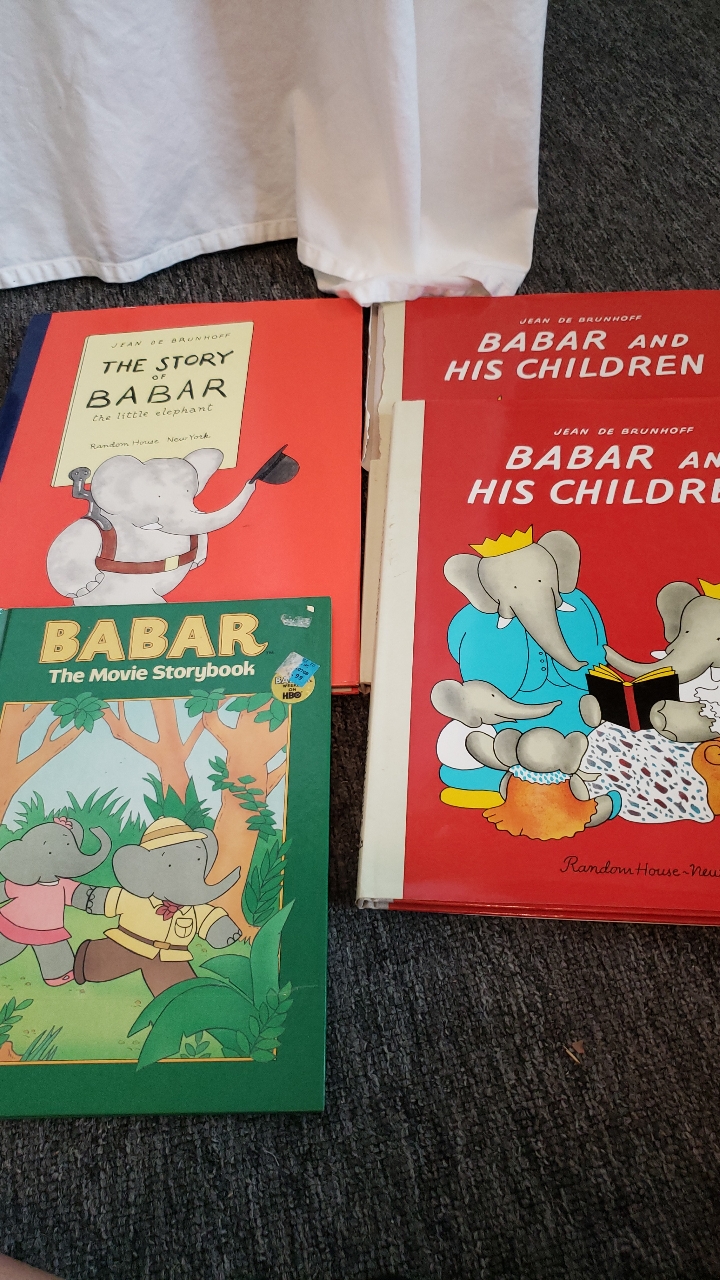 JEAN DE BRUNHOFF
THE STORY
OF
BABAR
the little elephant
Random House New York
JEAN DE BRUNHOFF
BABAR AND
HIS CHILDREN
JEAN DE BRUNHOFF
BABAR AN
HIS CHILDRE
Random House-New
BABAR
The Movie Storybook
ON
HBO